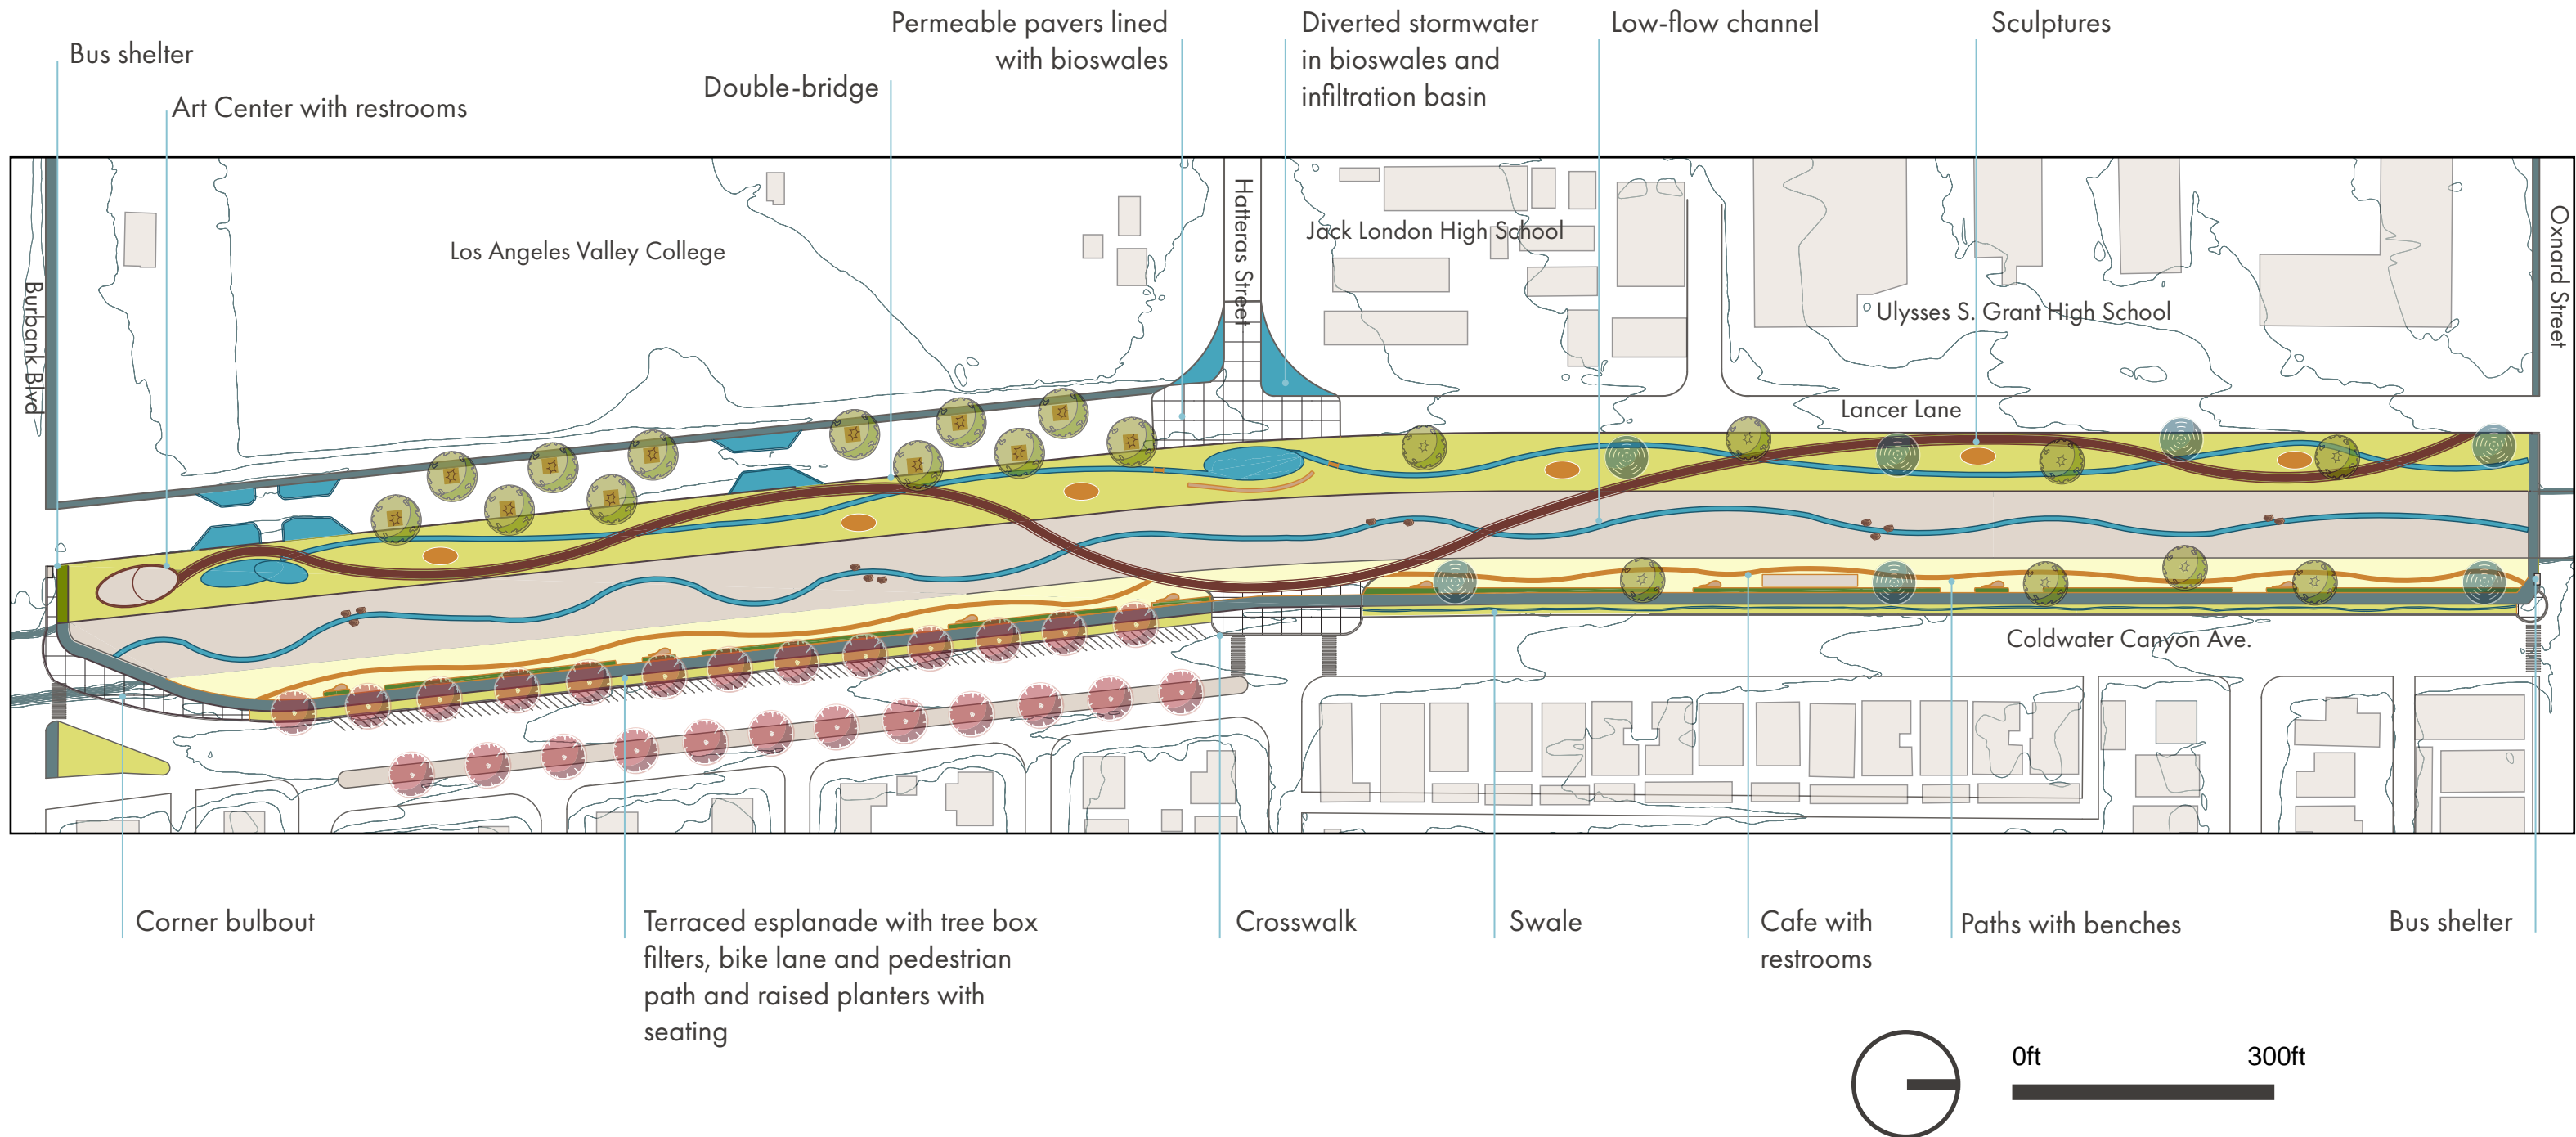 Bus shelter
Art Center with restrooms
Double-bridge
Permeable pavers lined
with bioswales
Diverted stormwater
in bioswales and
infiltration basin
Low-flow channel
Sculptures
Burbank Blvd
Los Angeles Valley College
Hatteras Street
Jack London High School
Ulysses S. Grant High School
Oxnard Street
Lancer Lane
Coldwater Canyon Ave.
Corner bulbout
Terraced esplanade with tree box
filters, bike lane and pedestrian
path and raised planters with
seating
Crosswalk
Swale
Cafe with
restrooms
Paths with benches
Bus shelter
0ft
300ft